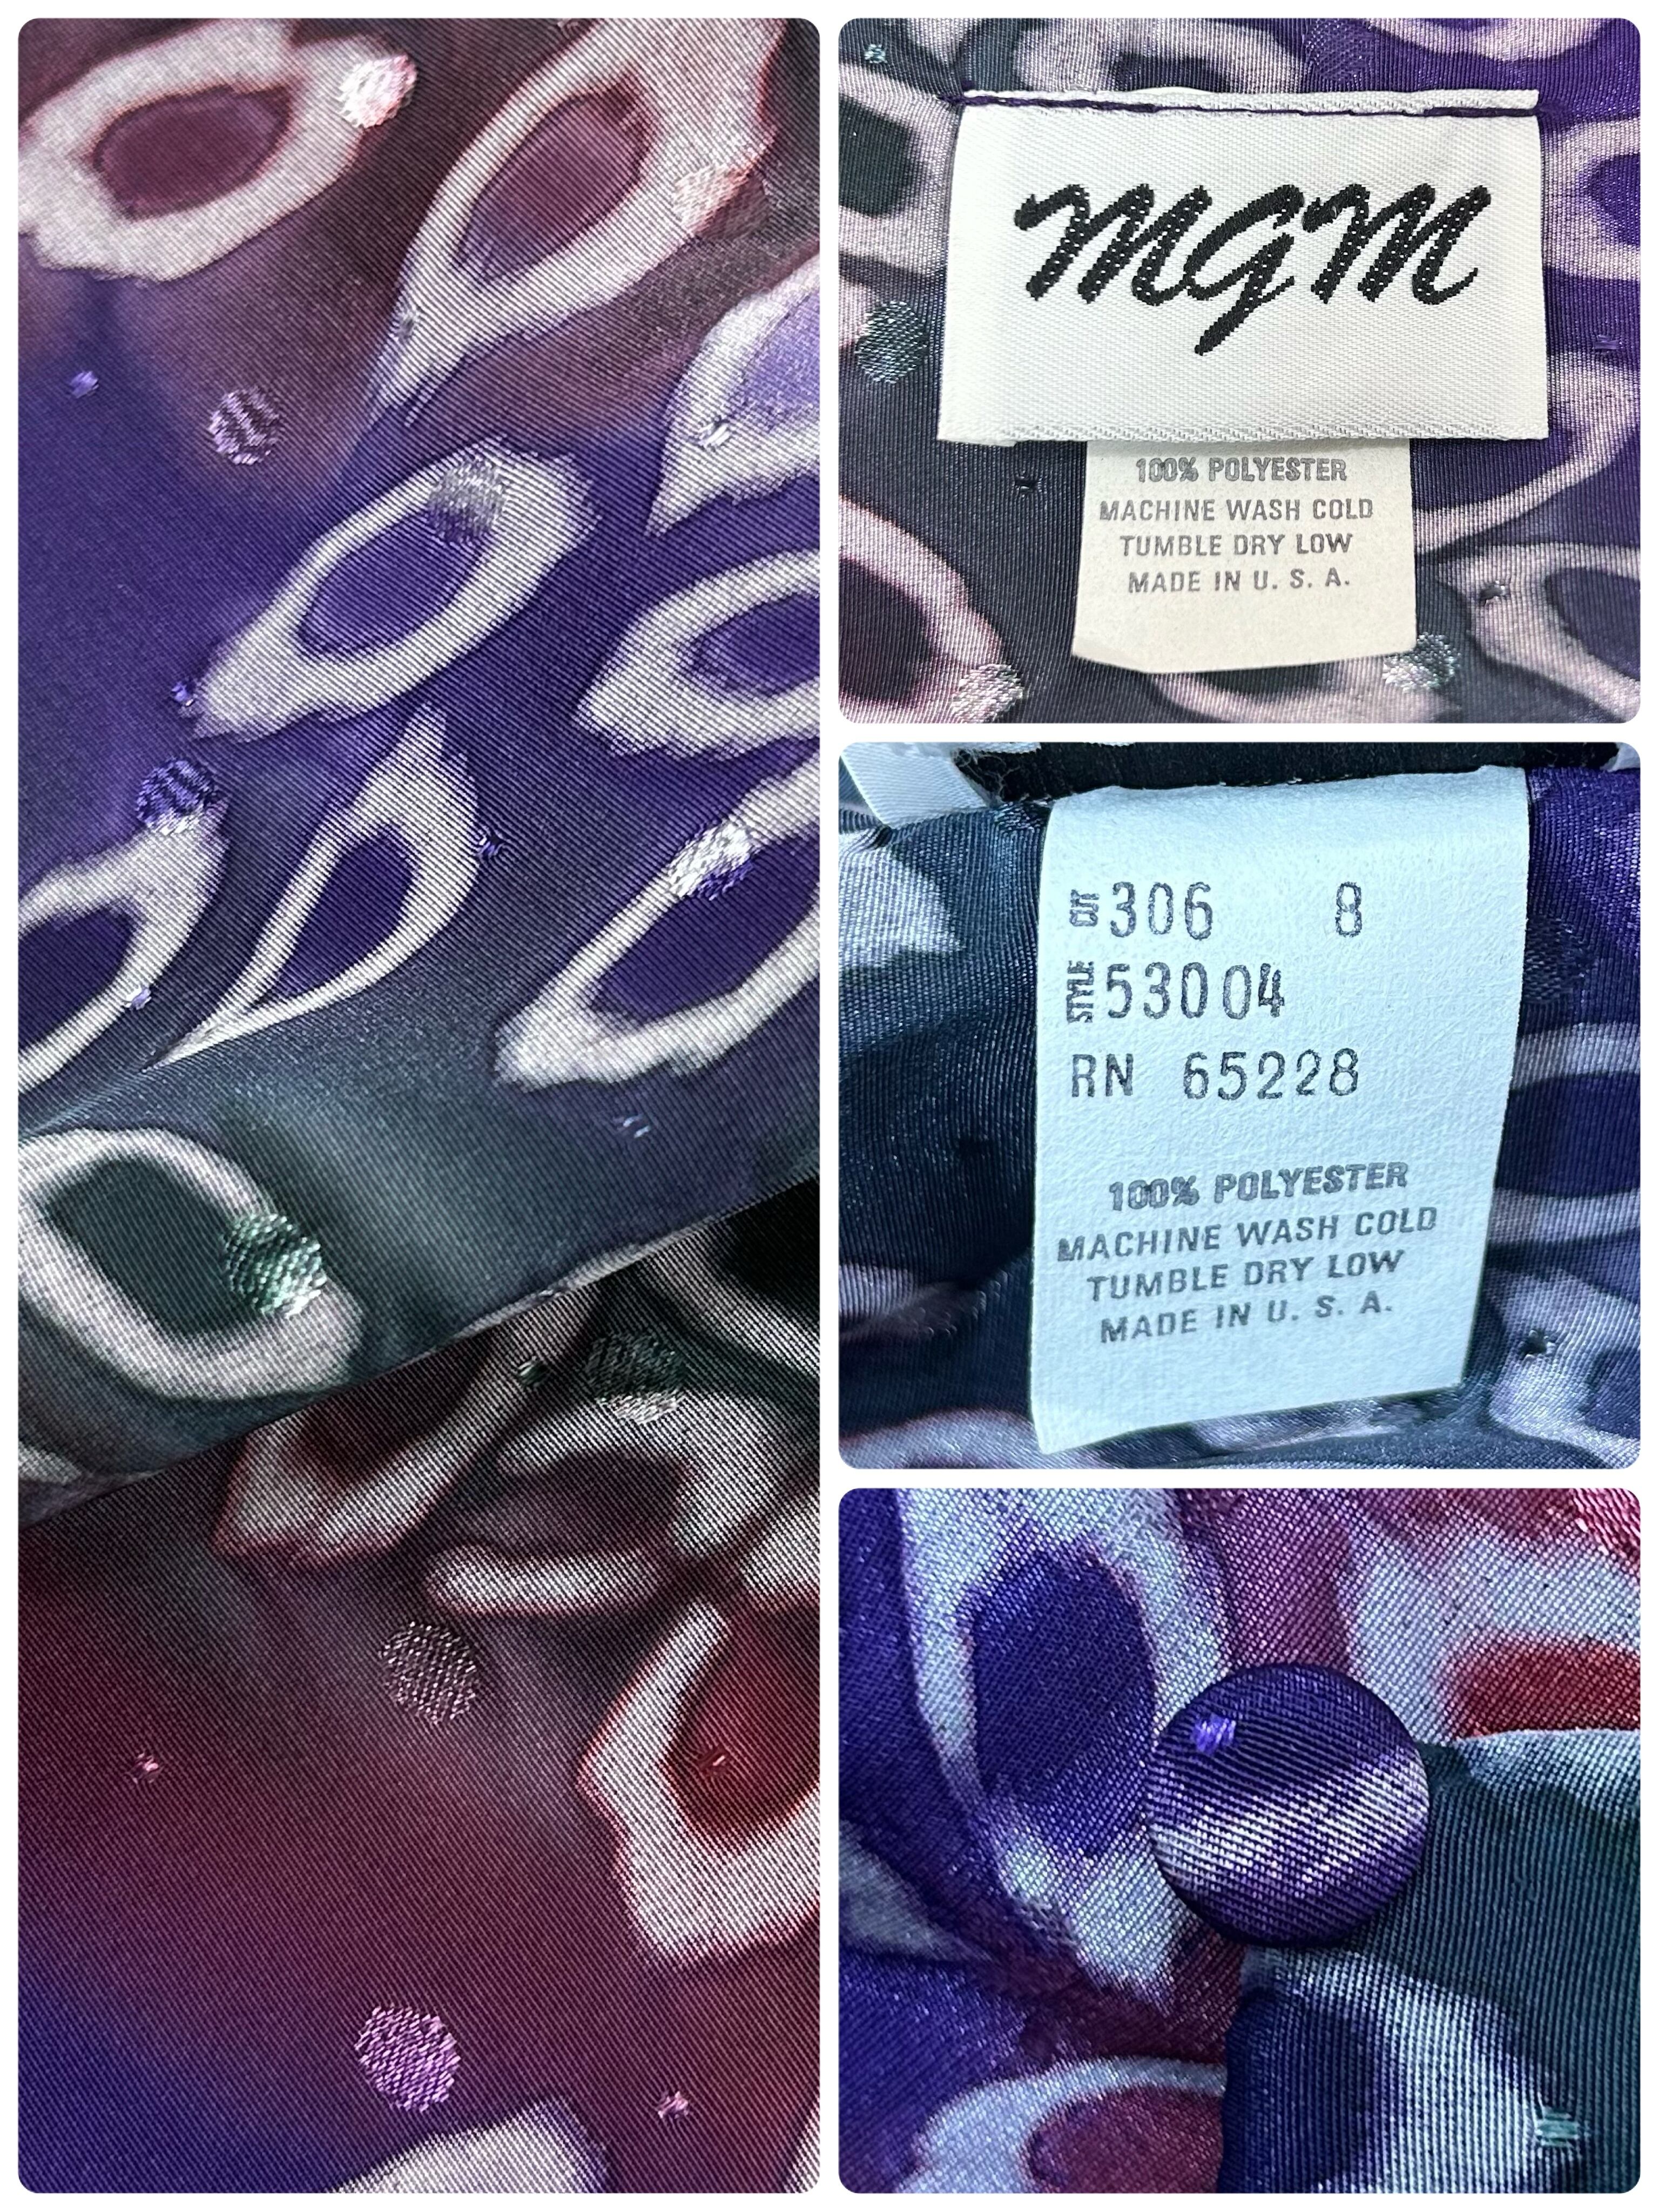 MGM
100% POLYESTER
MACHINE WASH COLD
TUMBLE DRY LOW
MADE IN U. S. A.
CUT 306 8
STYLE 53004
RN 65228
100% POLYESTER
MACHINE WASH COLD
TUMBLE DRY LOW
MADE IN U. S. A.